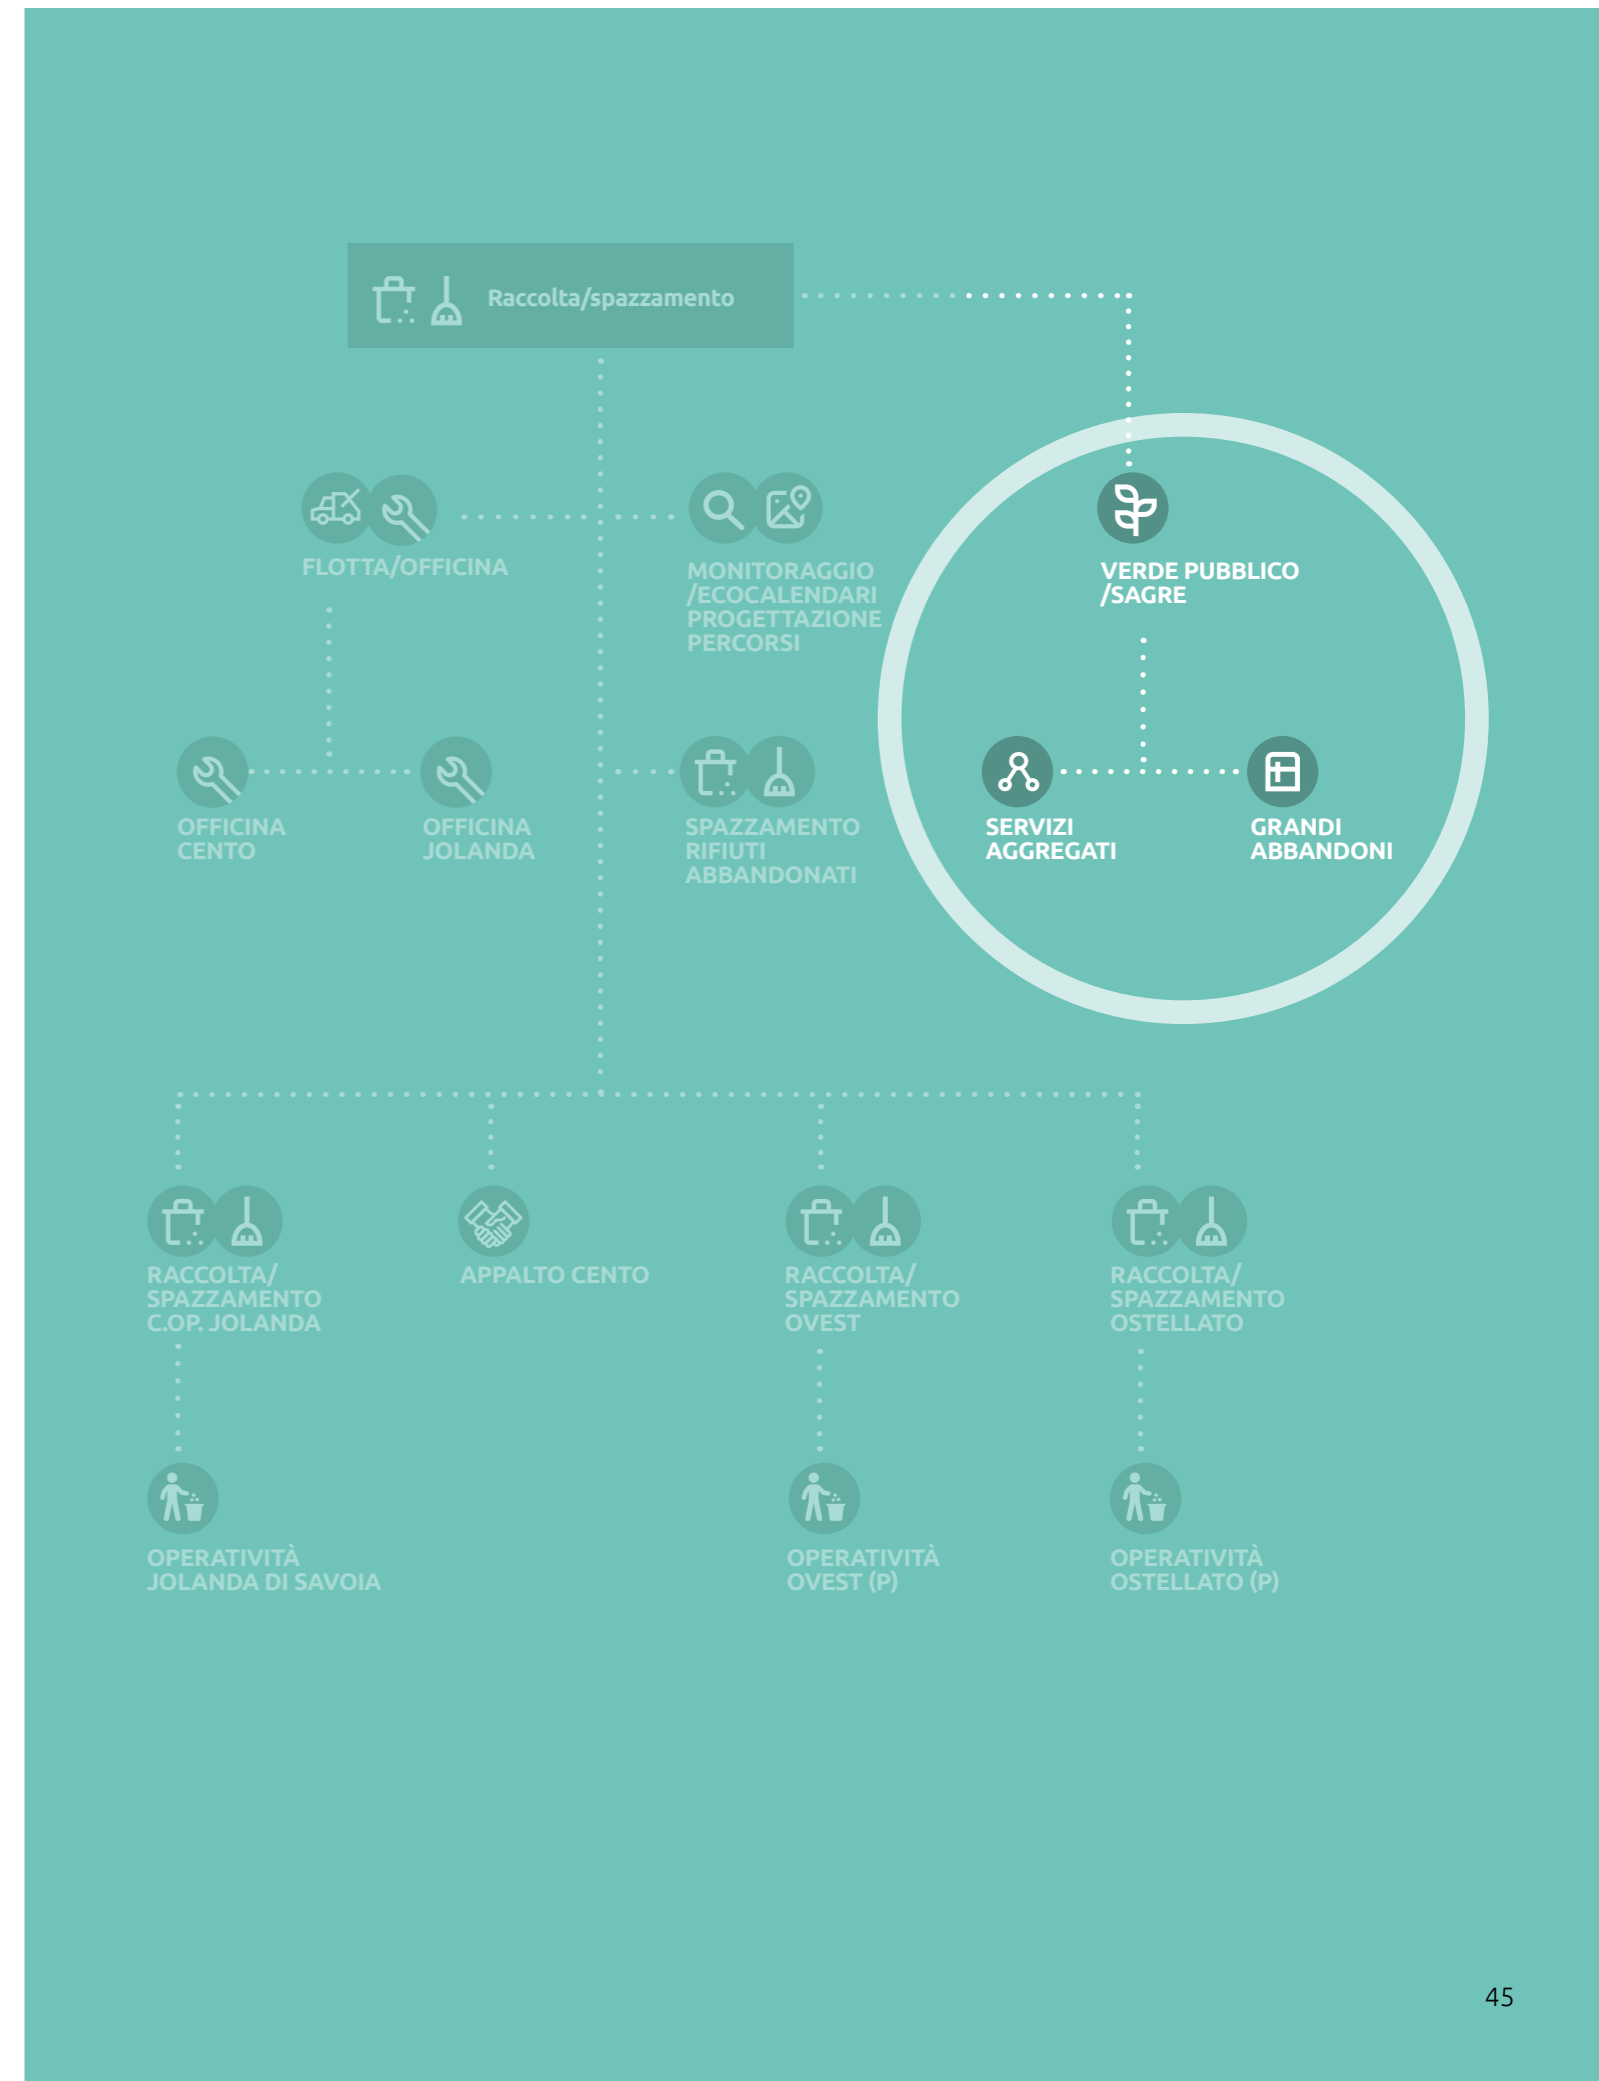 Raccolta/spazzamento
FLOTTA/OFFICINA
MONITORAGGIO
/ECOCALENDARI
PROGETTAZIONE
PERCORSI
VERDE PUBBLICO
/SAGRE
OFFICINA
CENTO
OFFICINA
JOLANDA
SPAZZAMENTO
RIFIUTI
ABBANDONATI
SERVIZI
AGGREGATI
GRANDI
ABBANDONI
RACCOLTA/
SPAZZAMENTO
C.OP. JOLANDA
APPALTO CENTO
RACCOLTA/
SPAZZAMENTO
OVEST
RACCOLTA/
SPAZZAMENTO
OSTELLATO
OPERATIVITÀ
JOLANDA DI SAVOIA
OPERATIVITÀ
OVEST (P)
OPERATIVITÀ
OSTELLATO (P)
45